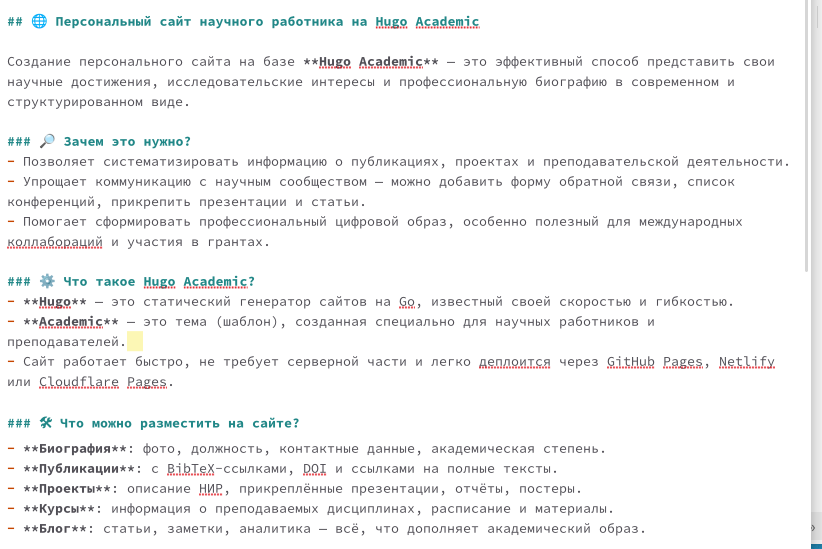 ## 🌐 Персональный сайт научного работника на Hugo Academic
Создание персонального сайта на базе **Hugo Academic** — это эффективный способ представить свои
научные достижения, исследовательские интересы и профессиональную биографию в современном и
структурированном виде.
### 🔎 Зачем это нужно?
- Позволяет систематизировать информацию о публикациях, проектах и преподавательской деятельности.
- Упрощает коммуникацию с научным сообществом — можно добавить форму обратной связи, список
конференций, прикрепить презентации и статьи.
- Помогает сформировать профессиональный цифровой образ, особенно полезный для международных
коллабораций и участия в грантах.
### ⚙️ Что такое Hugo Academic?
- **Hugo** — это статический генератор сайтов на Go, известный своей скоростью и гибкостью.
- **Academic** — это тема (шаблон), созданная специально для научных работников и
преподавателей.
- Сайт работает быстро, не требует серверной части и легко деплоится через GitHub Pages, Netlify
или Cloudflare Pages.
### 🛠 Что можно разместить на сайте?
- **Биография**: фото, должность, контактные данные, академическая степень.
- **Публикации**: с BibTeX-ссылками, DOI и ссылками на полные тексты.
- **Проекты**: описание НИР, прикреплённые презентации, отчёты, постеры.
- **Курсы**: информация о преподаваемых дисциплинах, расписание и материалы.
- **Блог**: статьи, заметки, аналитика — всё, что дополняет академический образ.